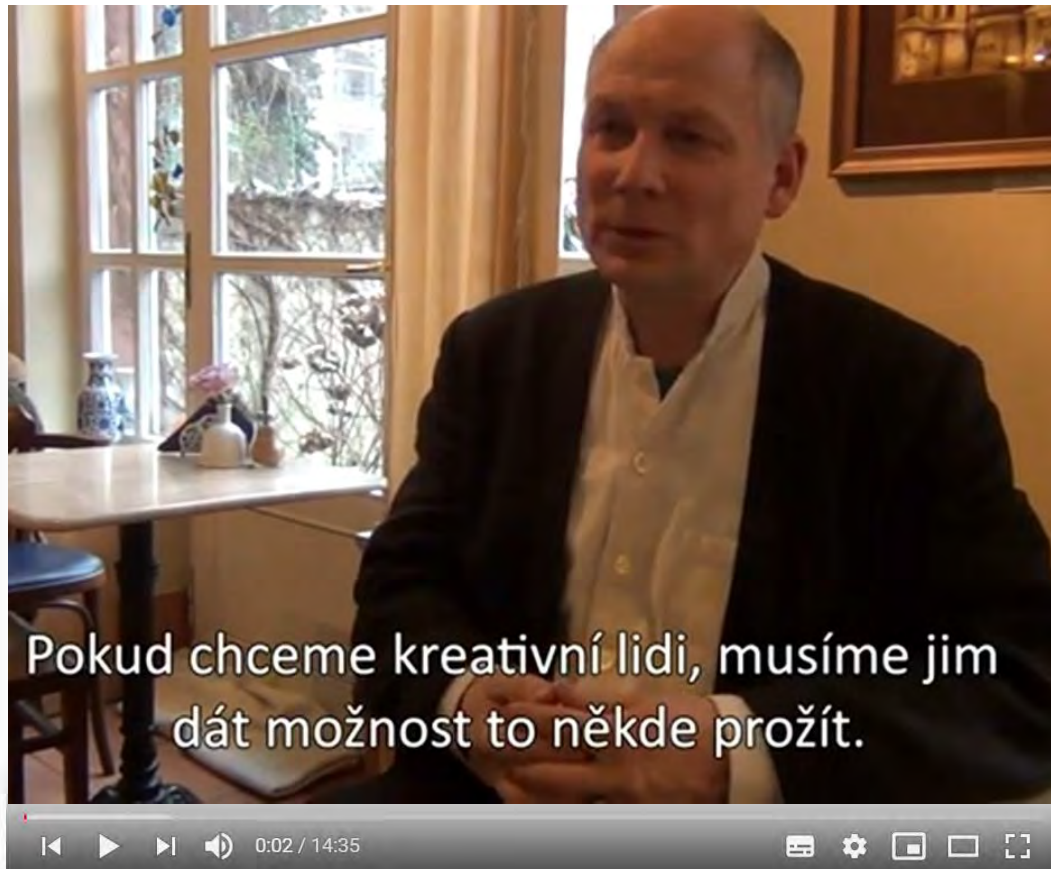 Pokud chceme kreativní lidi, musíme jim
dát možnost to někde prožít.
0:02 / 14:35